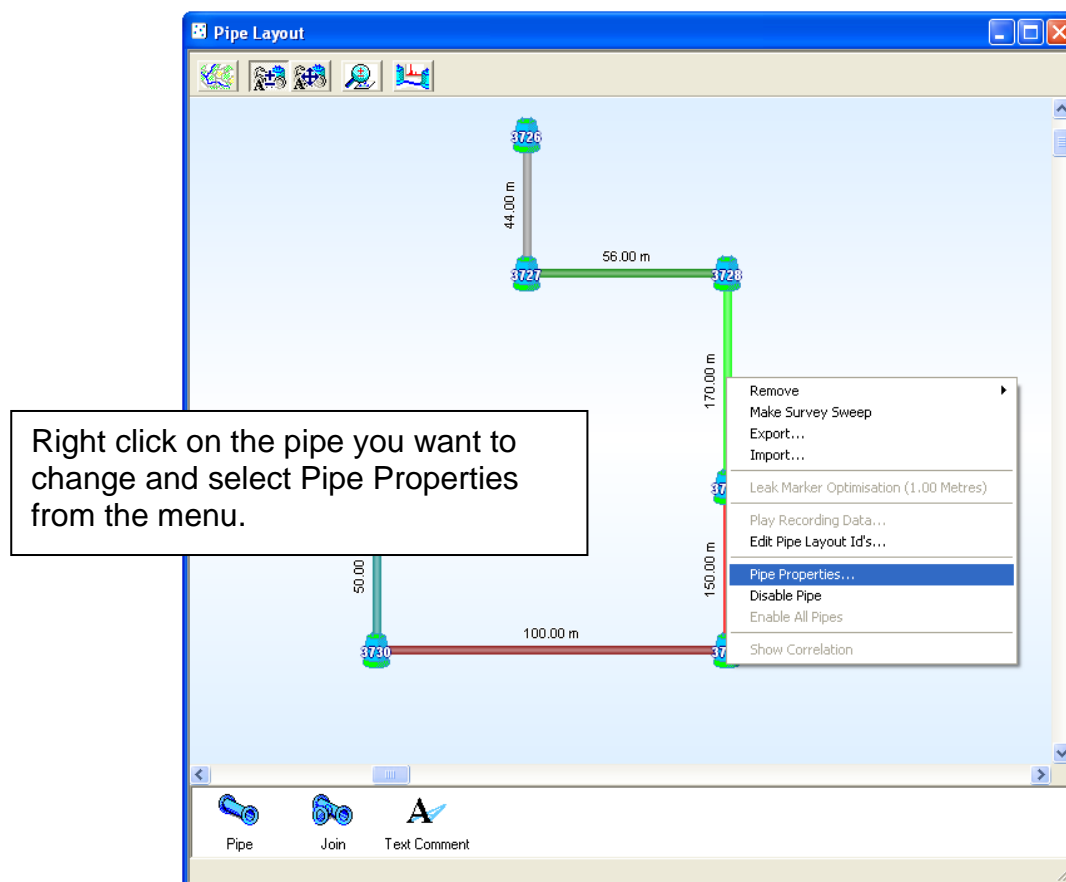 Pipe Layout
3726
44.00 m
3727
56.00 m
3728
170.00 m
Remove
Make Survey Sweep
Export...
Import...
Leak Marker Optimisation (1.00 Metres)
Play Recording Data...
Edit Pipe Layout Id's...
Pipe Properties...
Disable Pipe
Enable All Pipes
Show Correlation
Right click on the pipe you want to
change and select Pipe Properties
from the menu.
37
150.00 m
50.00
3730
100.00 m
37
Pipe
Join
A
Text Comment